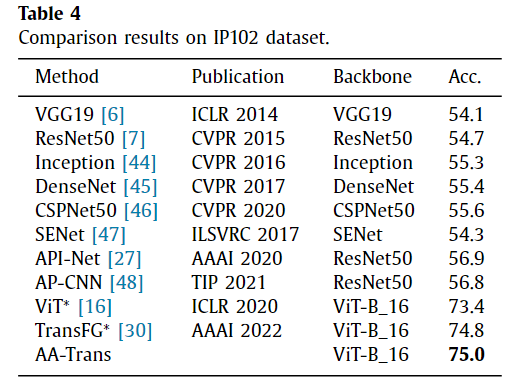 Table 4
Comparison results on IP102 dataset.
Method Publication Backbone Acc.
VGG19 [6] ICLR 2014 VGG19 54.1
ResNet50 [7] CVPR 2015 ResNet50 54.7
Inception [44] CVPR 2016 Inception 55.3
DenseNet [45] CVPR 2017 DenseNet 55.4
CSPNet50 [46] CVPR 2020 CSPNet50 55.6
SENet [47] ILSVRC 2017 SENet 54.3
API-Net [27] AAAI 2020 ResNet50 56.9
AP-CNN [48] TIP 2021 ResNet50 56.8
ViT* [16] ICLR 2020 ViT-B_16 73.4
TransFG* [30] AAAI 2022 ViT-B_16 74.8
AA-Trans ViT-B_16 75.0